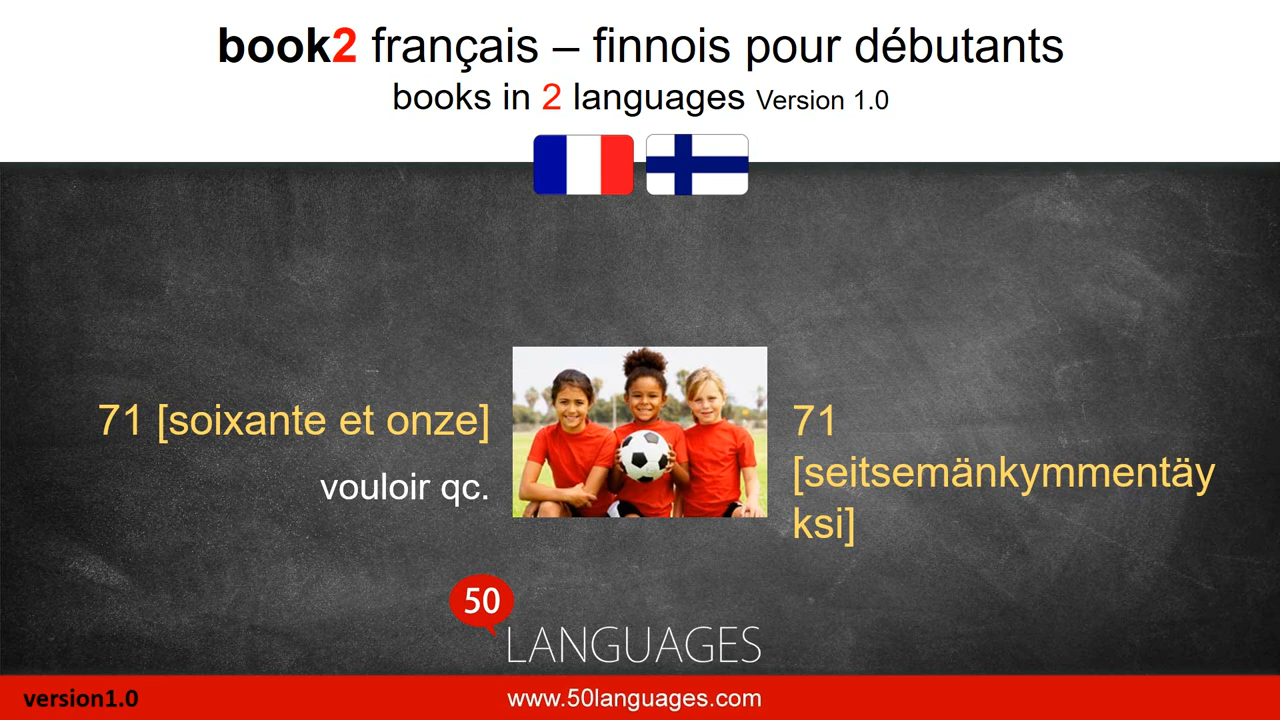 book2 français – finnois pour débutants
books in 2 languages Version 1.0
71 [soixante et onze]
vouloir qc.
71
[seitsemänkymmentäy
ksi]
50
LANGUAGES
version1.0
www.50languages.com